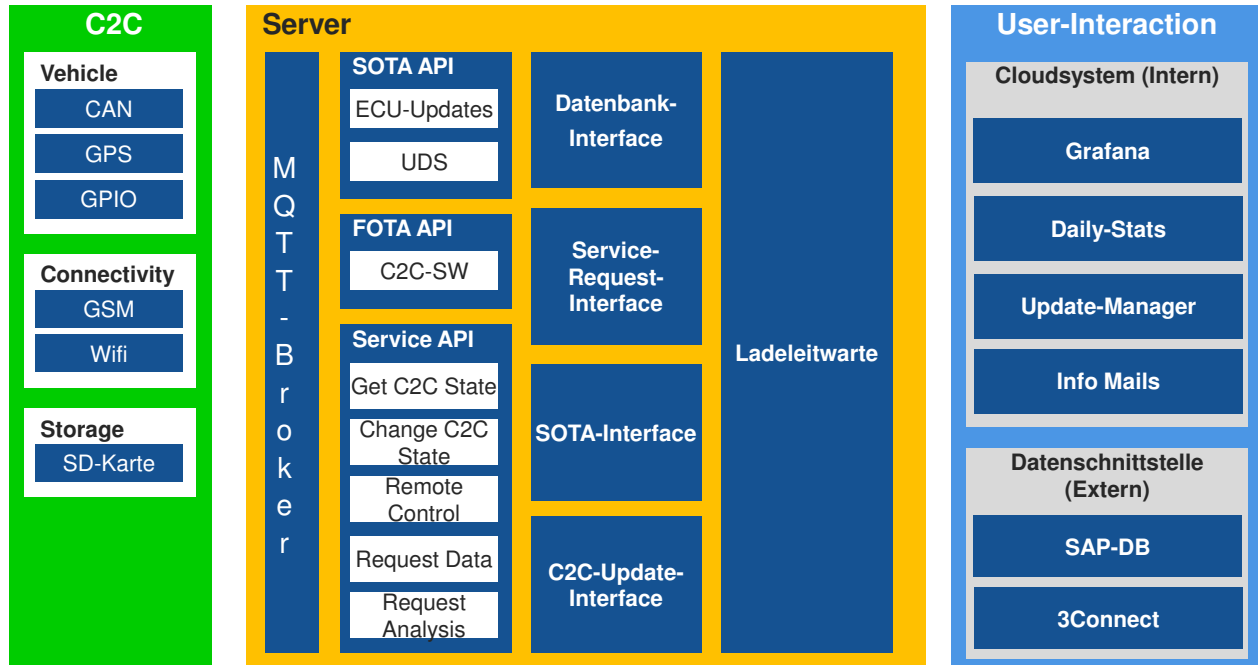 C2C
Vehicle
CAN
GPS
GPIO
Connectivity
GSM
Wifi
Storage
SD-Karte
Server
MQTT-Broker
SOTA API
ECU-Updates
UDS
FOTA API
C2C-SW
Service API
Get C2C State
Change C2C
State
Remote
Control
Request Data
Request
Analysis
Datenbank-
Interface
Service-
Request-
Interface
SOTA-Interface
C2C-Update-
Interface
Ladeleitwarte
User-Interaction
Cloudsystem (Intern)
Grafana
Daily-Stats
Update-Manager
Info Mails
Datenschnittstelle
(Extern)
SAP-DB
3Connect